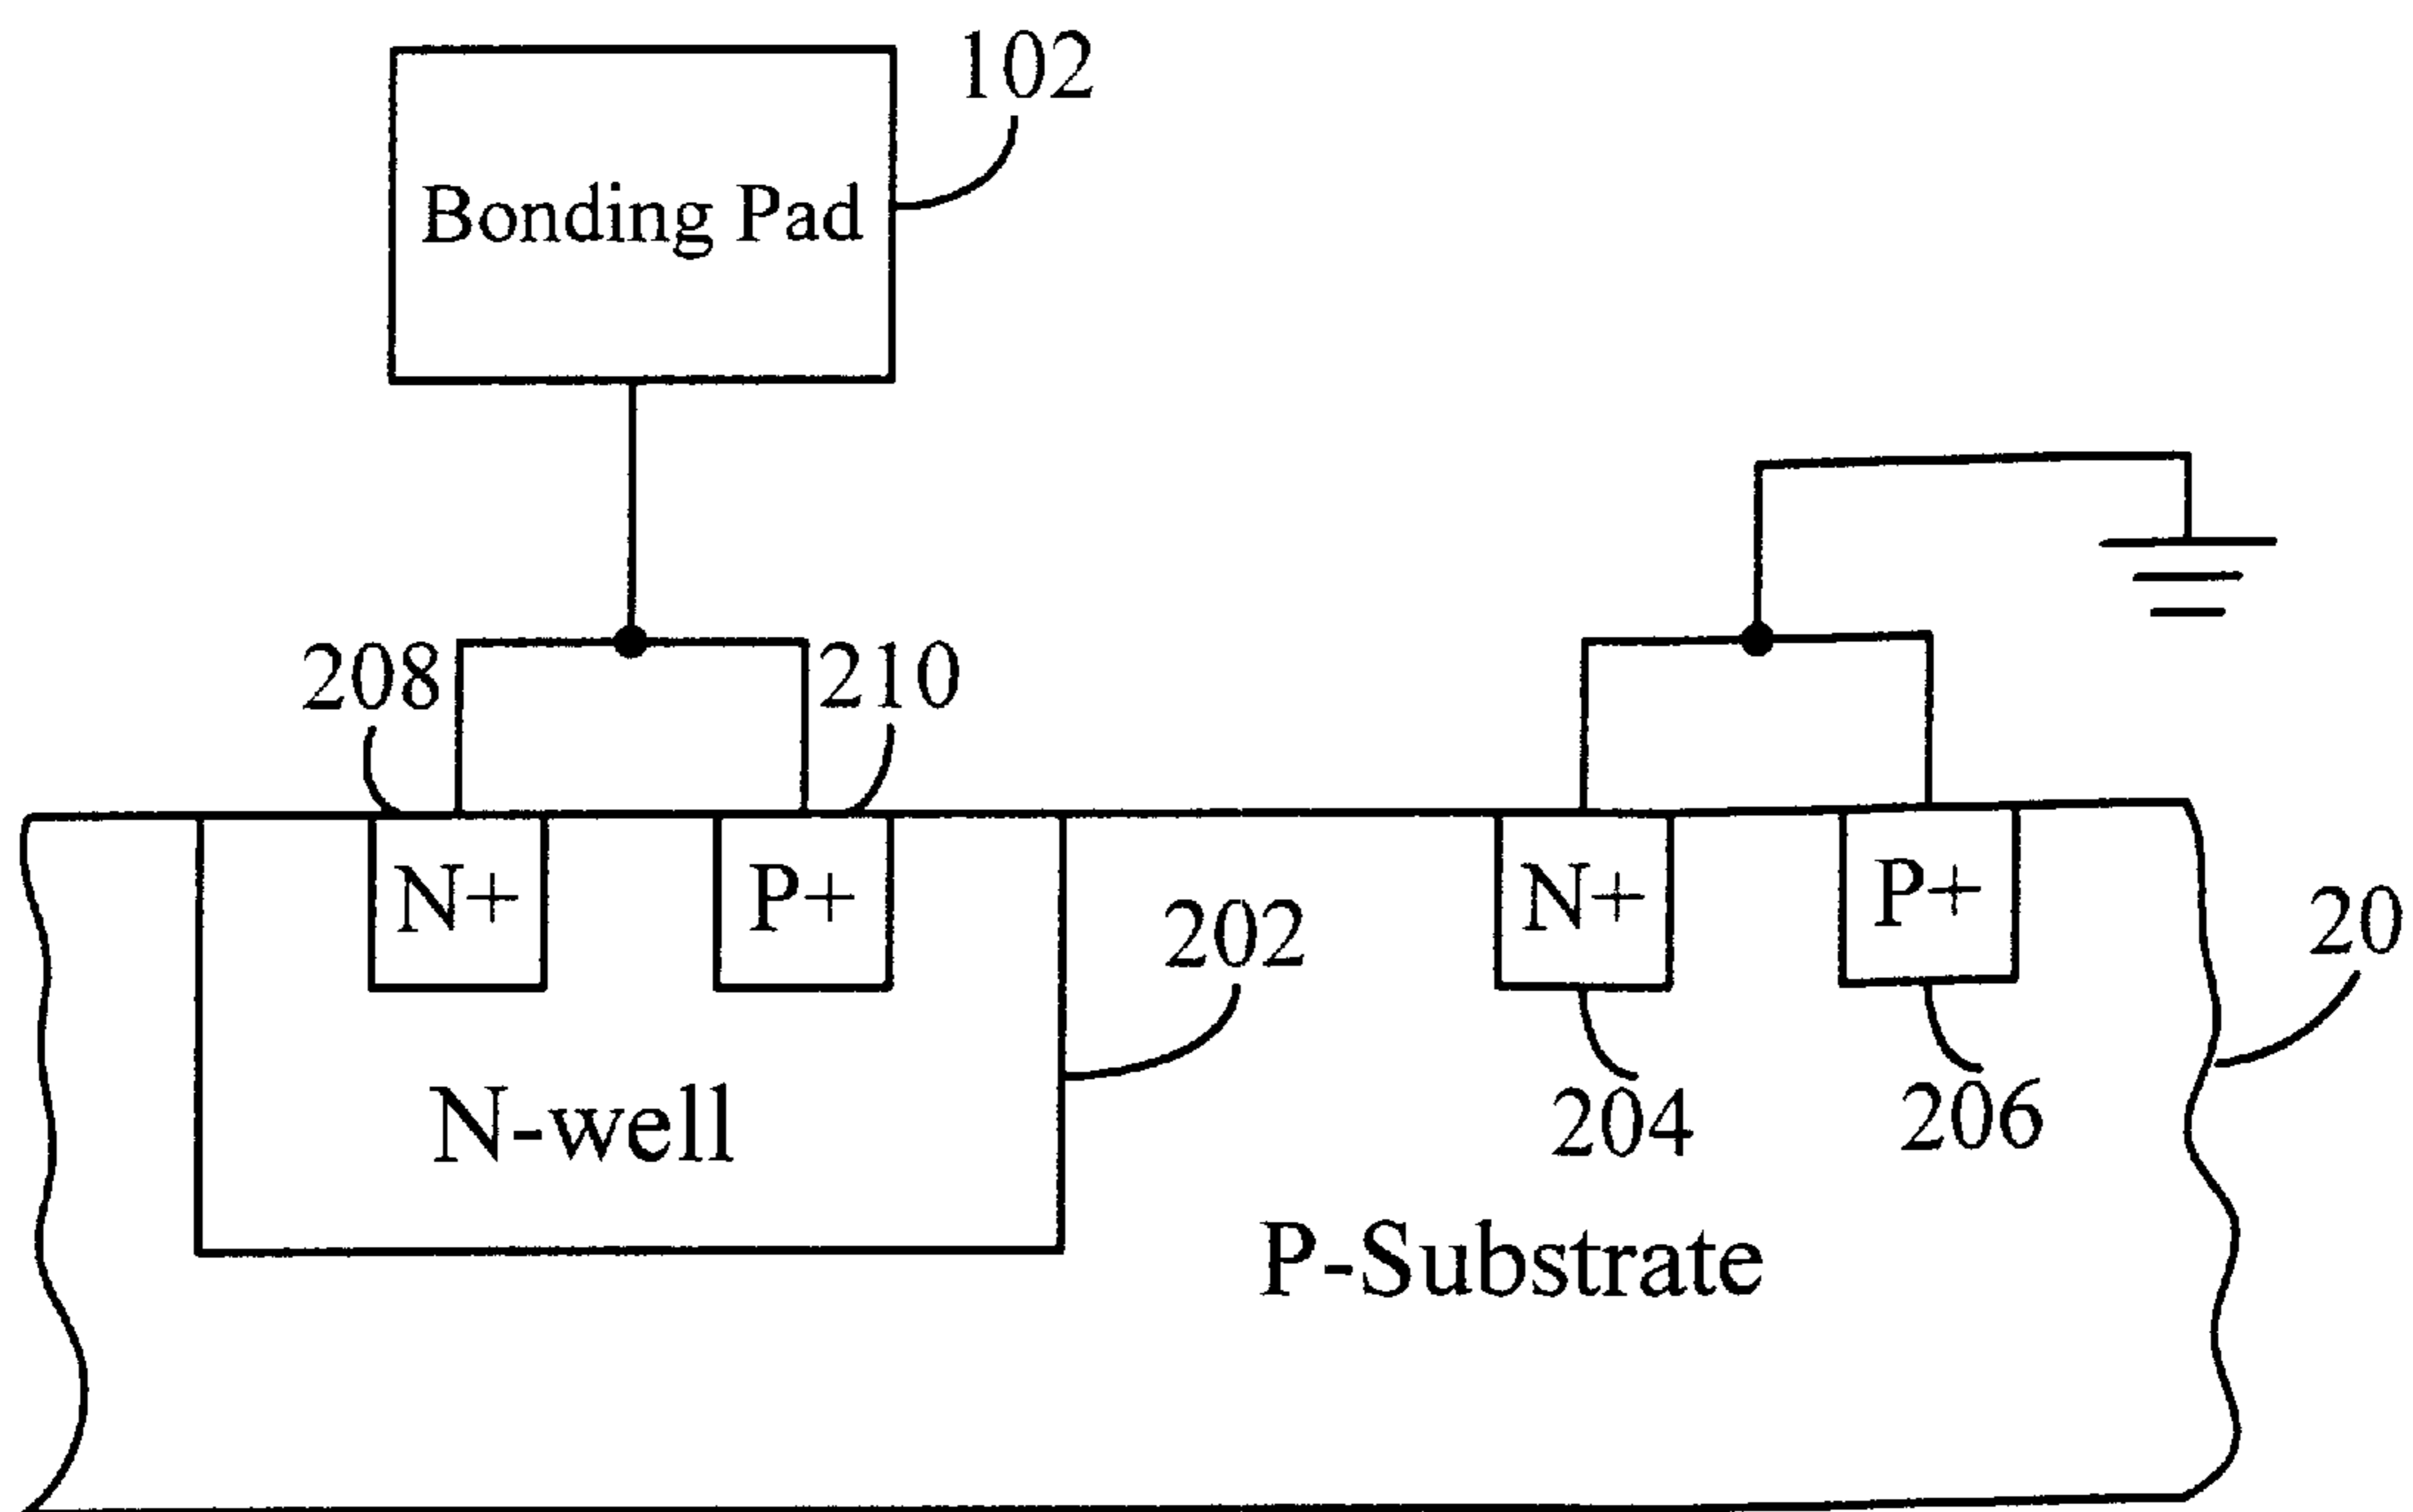 102
Bonding Pad
208
210
N+
P+
N+
P+
202
20
204
206
N-well
P-Substrate